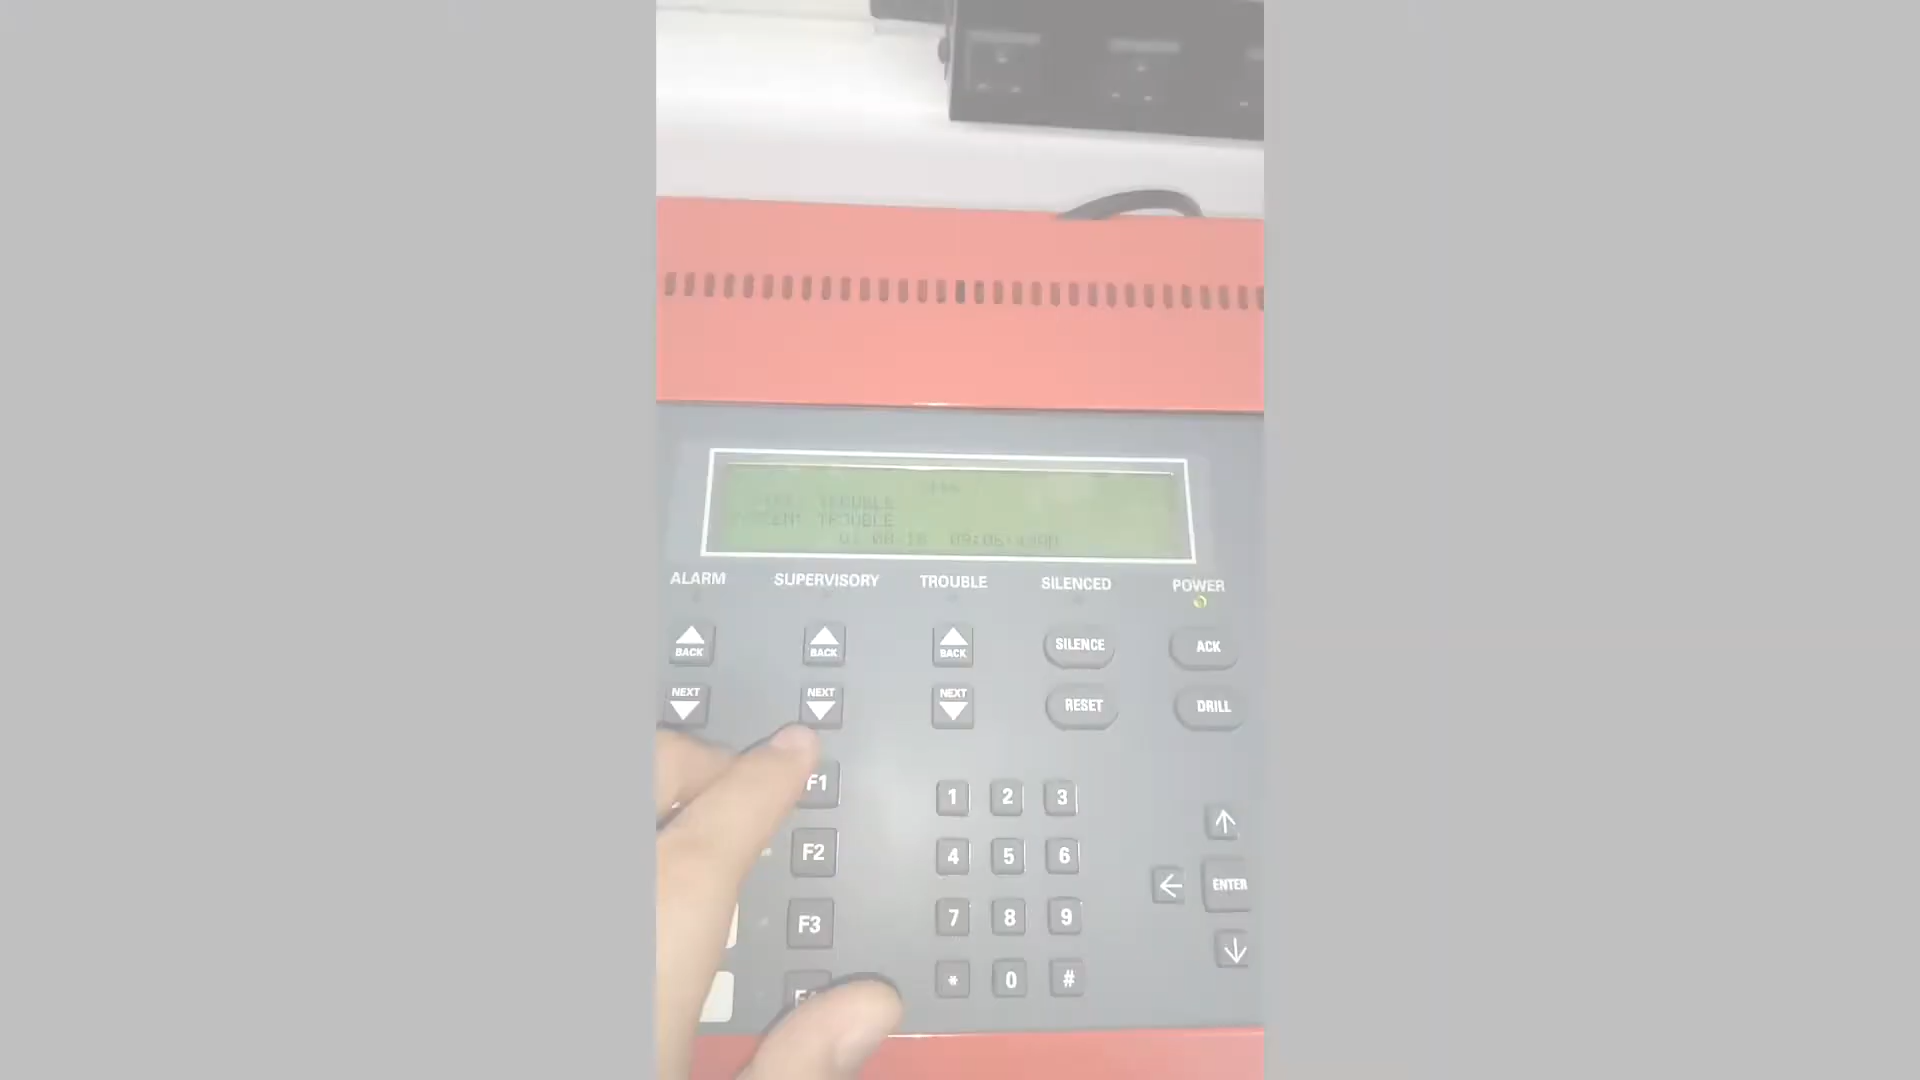 TROUBLE
TROUBLE
ALARM SUPERVISORY TROUBLE SILENCED POWER
BACK BACK BACK SILENCE ACK
NEXT NEXT NEXT RESET DRILL
F1 1 2 3
F2 4 5 6 ENTER
F3 7 8 9
* 0 #